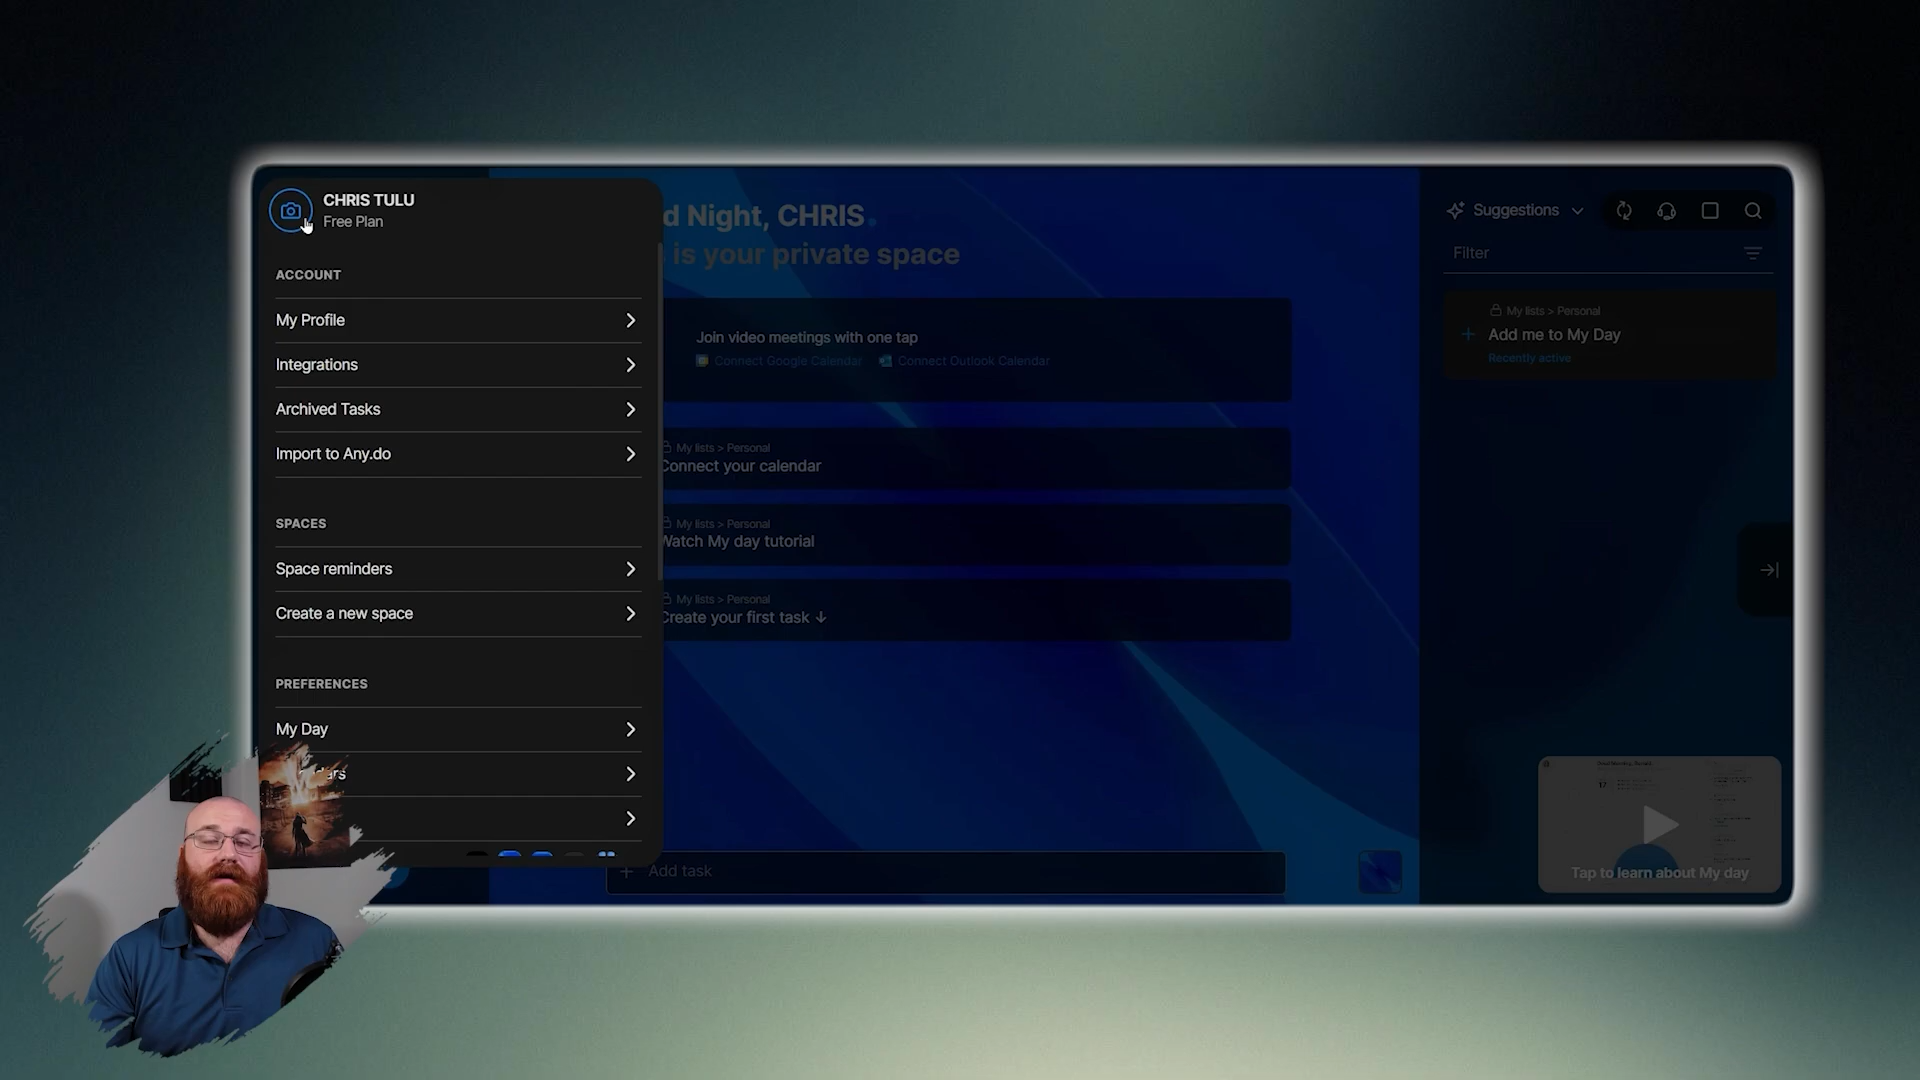 CHRIS TULU
Free Plan
ACCOUNT
My Profile
Integrations
Archived Tasks
Import to Any.do
SPACES
Space reminders
Create a new space
PREFERENCES
My Day
d Night, CHRIS.
is your private space
Join video meetings with one tap
Connect Google Calendar Connect Outlook Calendar
My lists > Personal
Connect your calendar
My lists > Personal
Watch My day tutorial
My lists > Personal
Create your first task ↓
+ Add task
Suggestions
Filter
My lists > Personal
+ Add me to My Day
Recently active
17
Tap to learn about My day